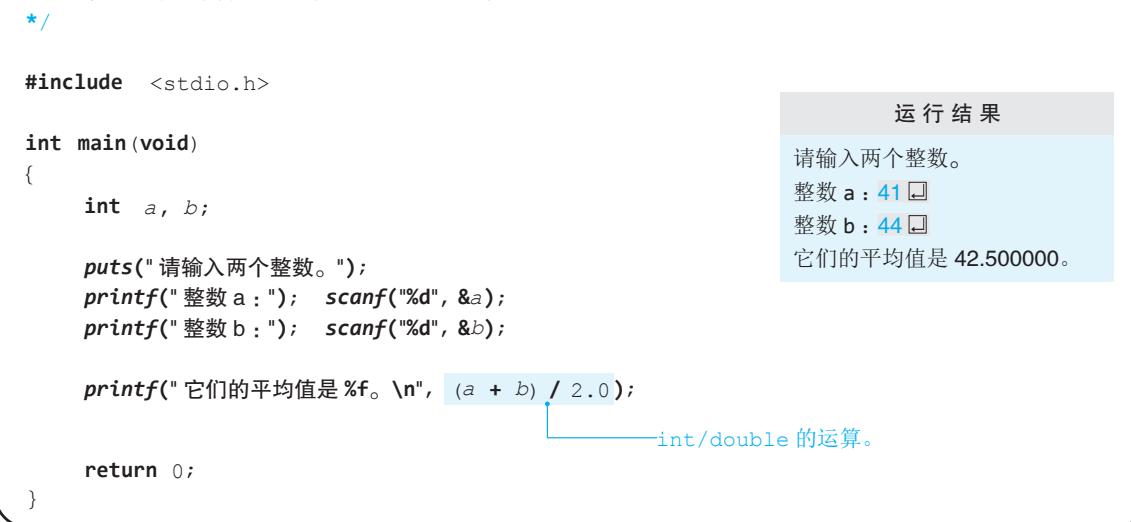 */
#include <stdio.h>
int main(void)
{
int a, b;
puts("请输入两个整数。");
printf("整数 a："); scanf("%d", &a);
printf("整数 b："); scanf("%d", &b);
printf("它们的平均值是 %f。\n", (a + b) / 2.0);
int/double 的运算。
return 0;
}
运行结果
请输入两个整数。
整数 a：41
整数 b：44
它们的平均值是 42.500000。